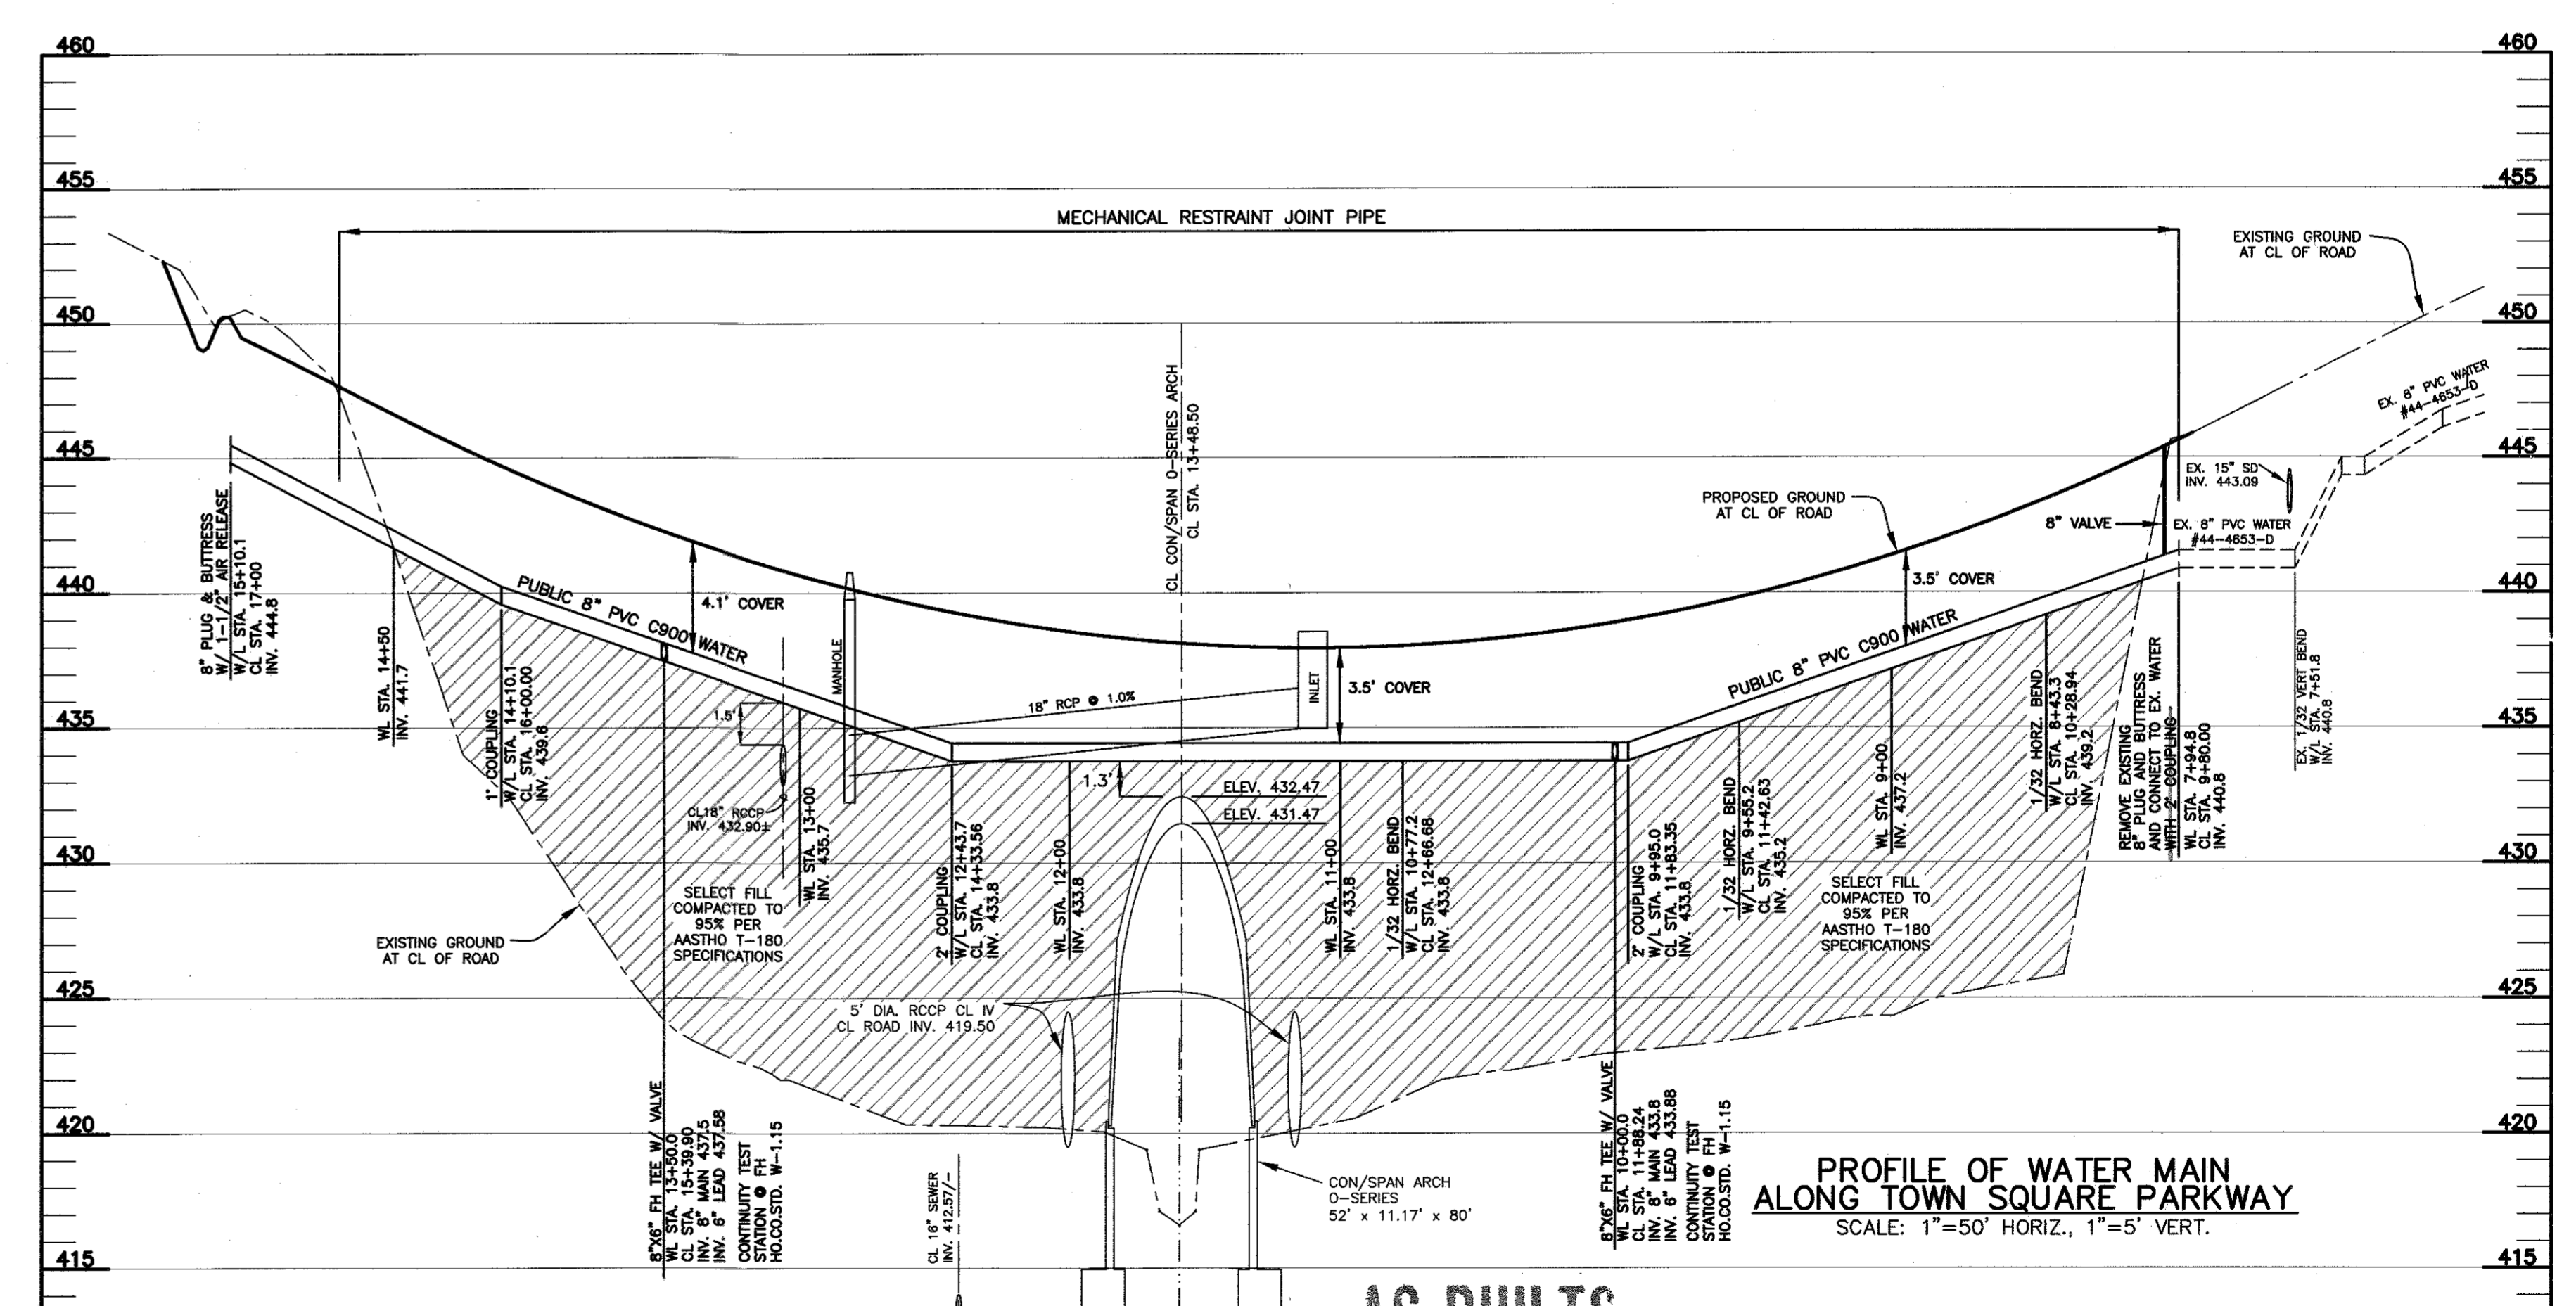 460
460
455
455
MECHANICAL RESTRAINT JOINT PIPE
EXISTING GROUND
AT CL OF ROAD
450
450
CL CON/SPAN O-SERIES ARCH
CL STA. 13+48.50
EX. 8" PVC WATER
#44-4653-D
445
445
EX. 15" SD
INV. 443.09
PROPOSED GROUND
AT CL OF ROAD
8" VALVE
EX. 8" PVC WATER
#44-4653-D
8" PLUG & BUTTRESS
W/ 1-1/2" AIR RELEASE
W/L STA. 15+10.1
CL STA. 17+00
INV. 444.8
440
440
PUBLIC 8" PVC C900 WATER
4.1' COVER
3.5' COVER
PUBLIC 8" PVC C900 WATER
WL STA. 14+50
INV. 441.7
MANHOLE
INLET
3.5' COVER
18" RCP @ 1.0%
435
435
1.5'
1° COUPLING
W/L STA. 14+10.1
CL STA. 16+00.00
INV. 439.6
CL18" RCCP
INV. 432.90±
WL STA. 13+00
INV. 435.7
1.3'
ELEV. 432.47
ELEV. 431.47
1/32 HORZ. BEND
W/L STA. 8+43.3
CL STA. 10+28.94
INV. 439.2
REMOVE EXISTING
8" PLUG AND BUTTRESS
AND CONNECT TO EX. WATER
WITH 2° COUPLING
WL STA. 7+94.8
CL STA. 9+80.00
INV. 440.8
EX. 1/32 VERT BEND
W/L STA. 7+51.8
INV. 440.8
430
430
2° COUPLING
W/L STA. 12+43.7
CL STA. 14+33.56
INV. 433.8
WL STA. 12+00
INV. 433.8
WL STA. 11+00
INV. 433.8
1/32 HORZ. BEND
W/L STA. 10+77.2
CL STA. 12+66.68
INV. 433.8
2° COUPLING
W/L STA. 9+95.0
CL STA. 11+83.35
INV. 433.8
1/32 HORZ. BEND
W/L STA. 9+55.2
CL STA. 11+42.63
INV. 435.2
WL STA. 9+00
INV. 437.2
SELECT FILL
COMPACTED TO
95% PER
AASTHO T-180
SPECIFICATIONS
SELECT FILL
COMPACTED TO
95% PER
AASTHO T-180
SPECIFICATIONS
EXISTING GROUND
AT CL OF ROAD
425
425
5' DIA. RCCP CL IV
CL ROAD INV. 419.50
420
420
8"X6" FH TEE W/ VALVE
WL STA. 13+50.0
CL STA. 15+39.90
INV. 8" MAIN 437.5
INV. 6" LEAD 437.58
CONTINUITY TEST
STATION @ FH
HO.CO.STD. W-1.15
CL 16" SEWER
INV. 412.57/-
CON/SPAN ARCH
O-SERIES
52' x 11.17' x 80'
8"X6" FH TEE W/ VALVE
WL STA. 10+00.0
CL STA. 11+88.24
INV. 8" MAIN 433.8
INV. 6" LEAD 433.88
CONTINUITY TEST
STATION @ FH
HO.CO.STD. W-1.15
PROFILE OF WATER MAIN
ALONG TOWN SQUARE PARKWAY
SCALE: 1"=50' HORIZ., 1"=5' VERT.
415
415
AS BUILTS